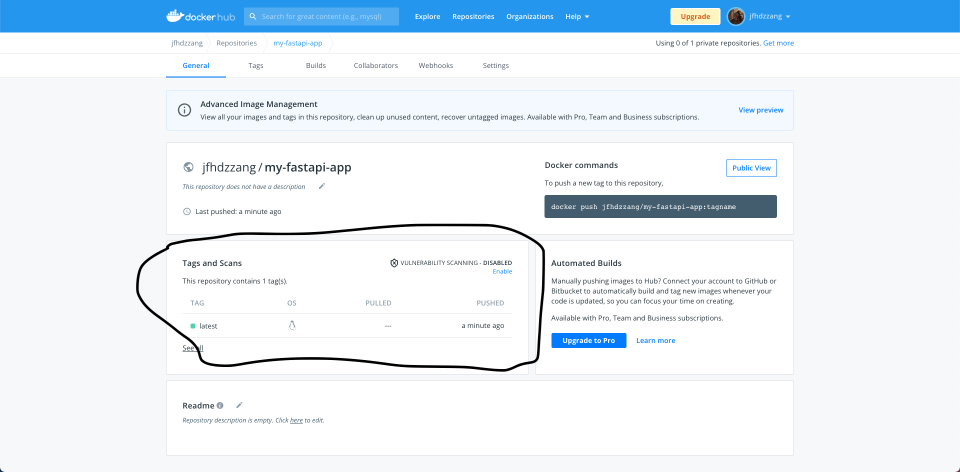 docker hub
Search for great content (e.g., mysql)
Explore Repositories Organizations Help
Upgrade
jfhdzzang
jfhdzzang Repositories my-fastapi-app
Using 0 of 1 private repositories. Get more
General Tags Builds Collaborators Webhooks Settings
Advanced Image Management
View all your images and tags in this repository, clean up unused content, recover untagged images. Available with Pro, Team and Business subscriptions.
View preview
jfhdzzang / my-fastapi-app
This repository does not have a description
Last pushed: a minute ago
Docker commands
Public View
To push a new tag to this repository,
docker push jfhdzzang/my-fastapi-app:tagname
Tags and Scans
VULNERABILITY SCANNING - DISABLED
Enable
This repository contains 1 tag(s).
TAG OS PULLED PUSHED
latest --- a minute ago
See all
Automated Builds
Manually pushing images to Hub? Connect your account to GitHub or
Bitbucket to automatically build and tag new images whenever your
code is updated, so you can focus your time on creating.
Available with Pro, Team and Business subscriptions.
Upgrade to Pro Learn more
Readme
Repository description is empty. Click here to edit.